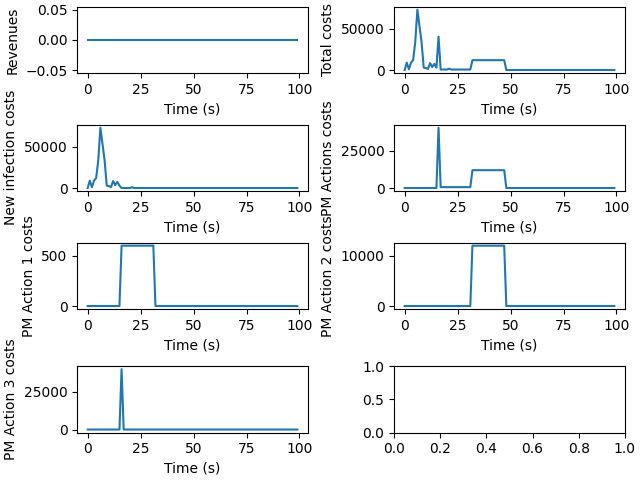 Revenues
0.05
0.00
−0.05
0 25 50 75 100
Time (s)
Total costs
50000
0
0 25 50 75 100
Time (s)
New infection costs
50000
0
0 25 50 75 100
Time (s)
PM Actions costs
25000
0
0 25 50 75 100
Time (s)
PM Action 1 costs
500
0
0 25 50 75 100
Time (s)
PM Action 2 costs
10000
0
0 25 50 75 100
Time (s)
PM Action 3 costs
25000
0
0 25 50 75 100
Time (s)
1.0
0.5
0.0
0.0 0.2 0.4 0.6 0.8 1.0